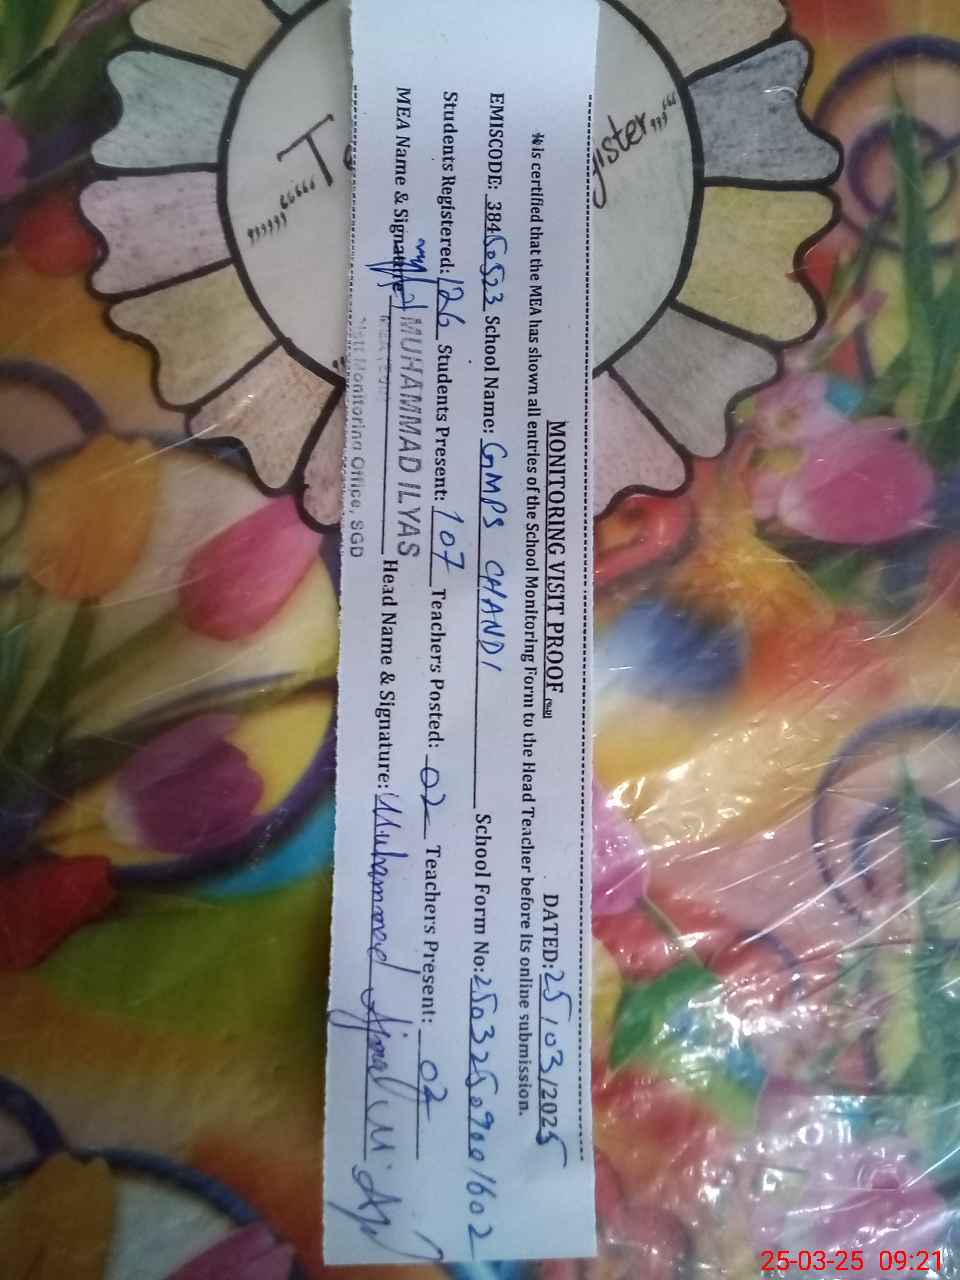 MONITORING VISIT PROOF
DATED: 25/03/2025
It is certified that the MEA has shown all entries of the School Monitoring Form to the Head Teacher before its online submission.
EMISCODE: 38450523 School Name: GMPS CHANDI School Form No: 25032509001602
Students Registered: 126 Students Present: 107 Teachers Posted: 02 Teachers Present: 02
MEA Name & Signature MUHAMMAD ILYAS Head Name & Signature: Muhammad Ajmal
Monitoring Office, SGD
25-03-25 09:21